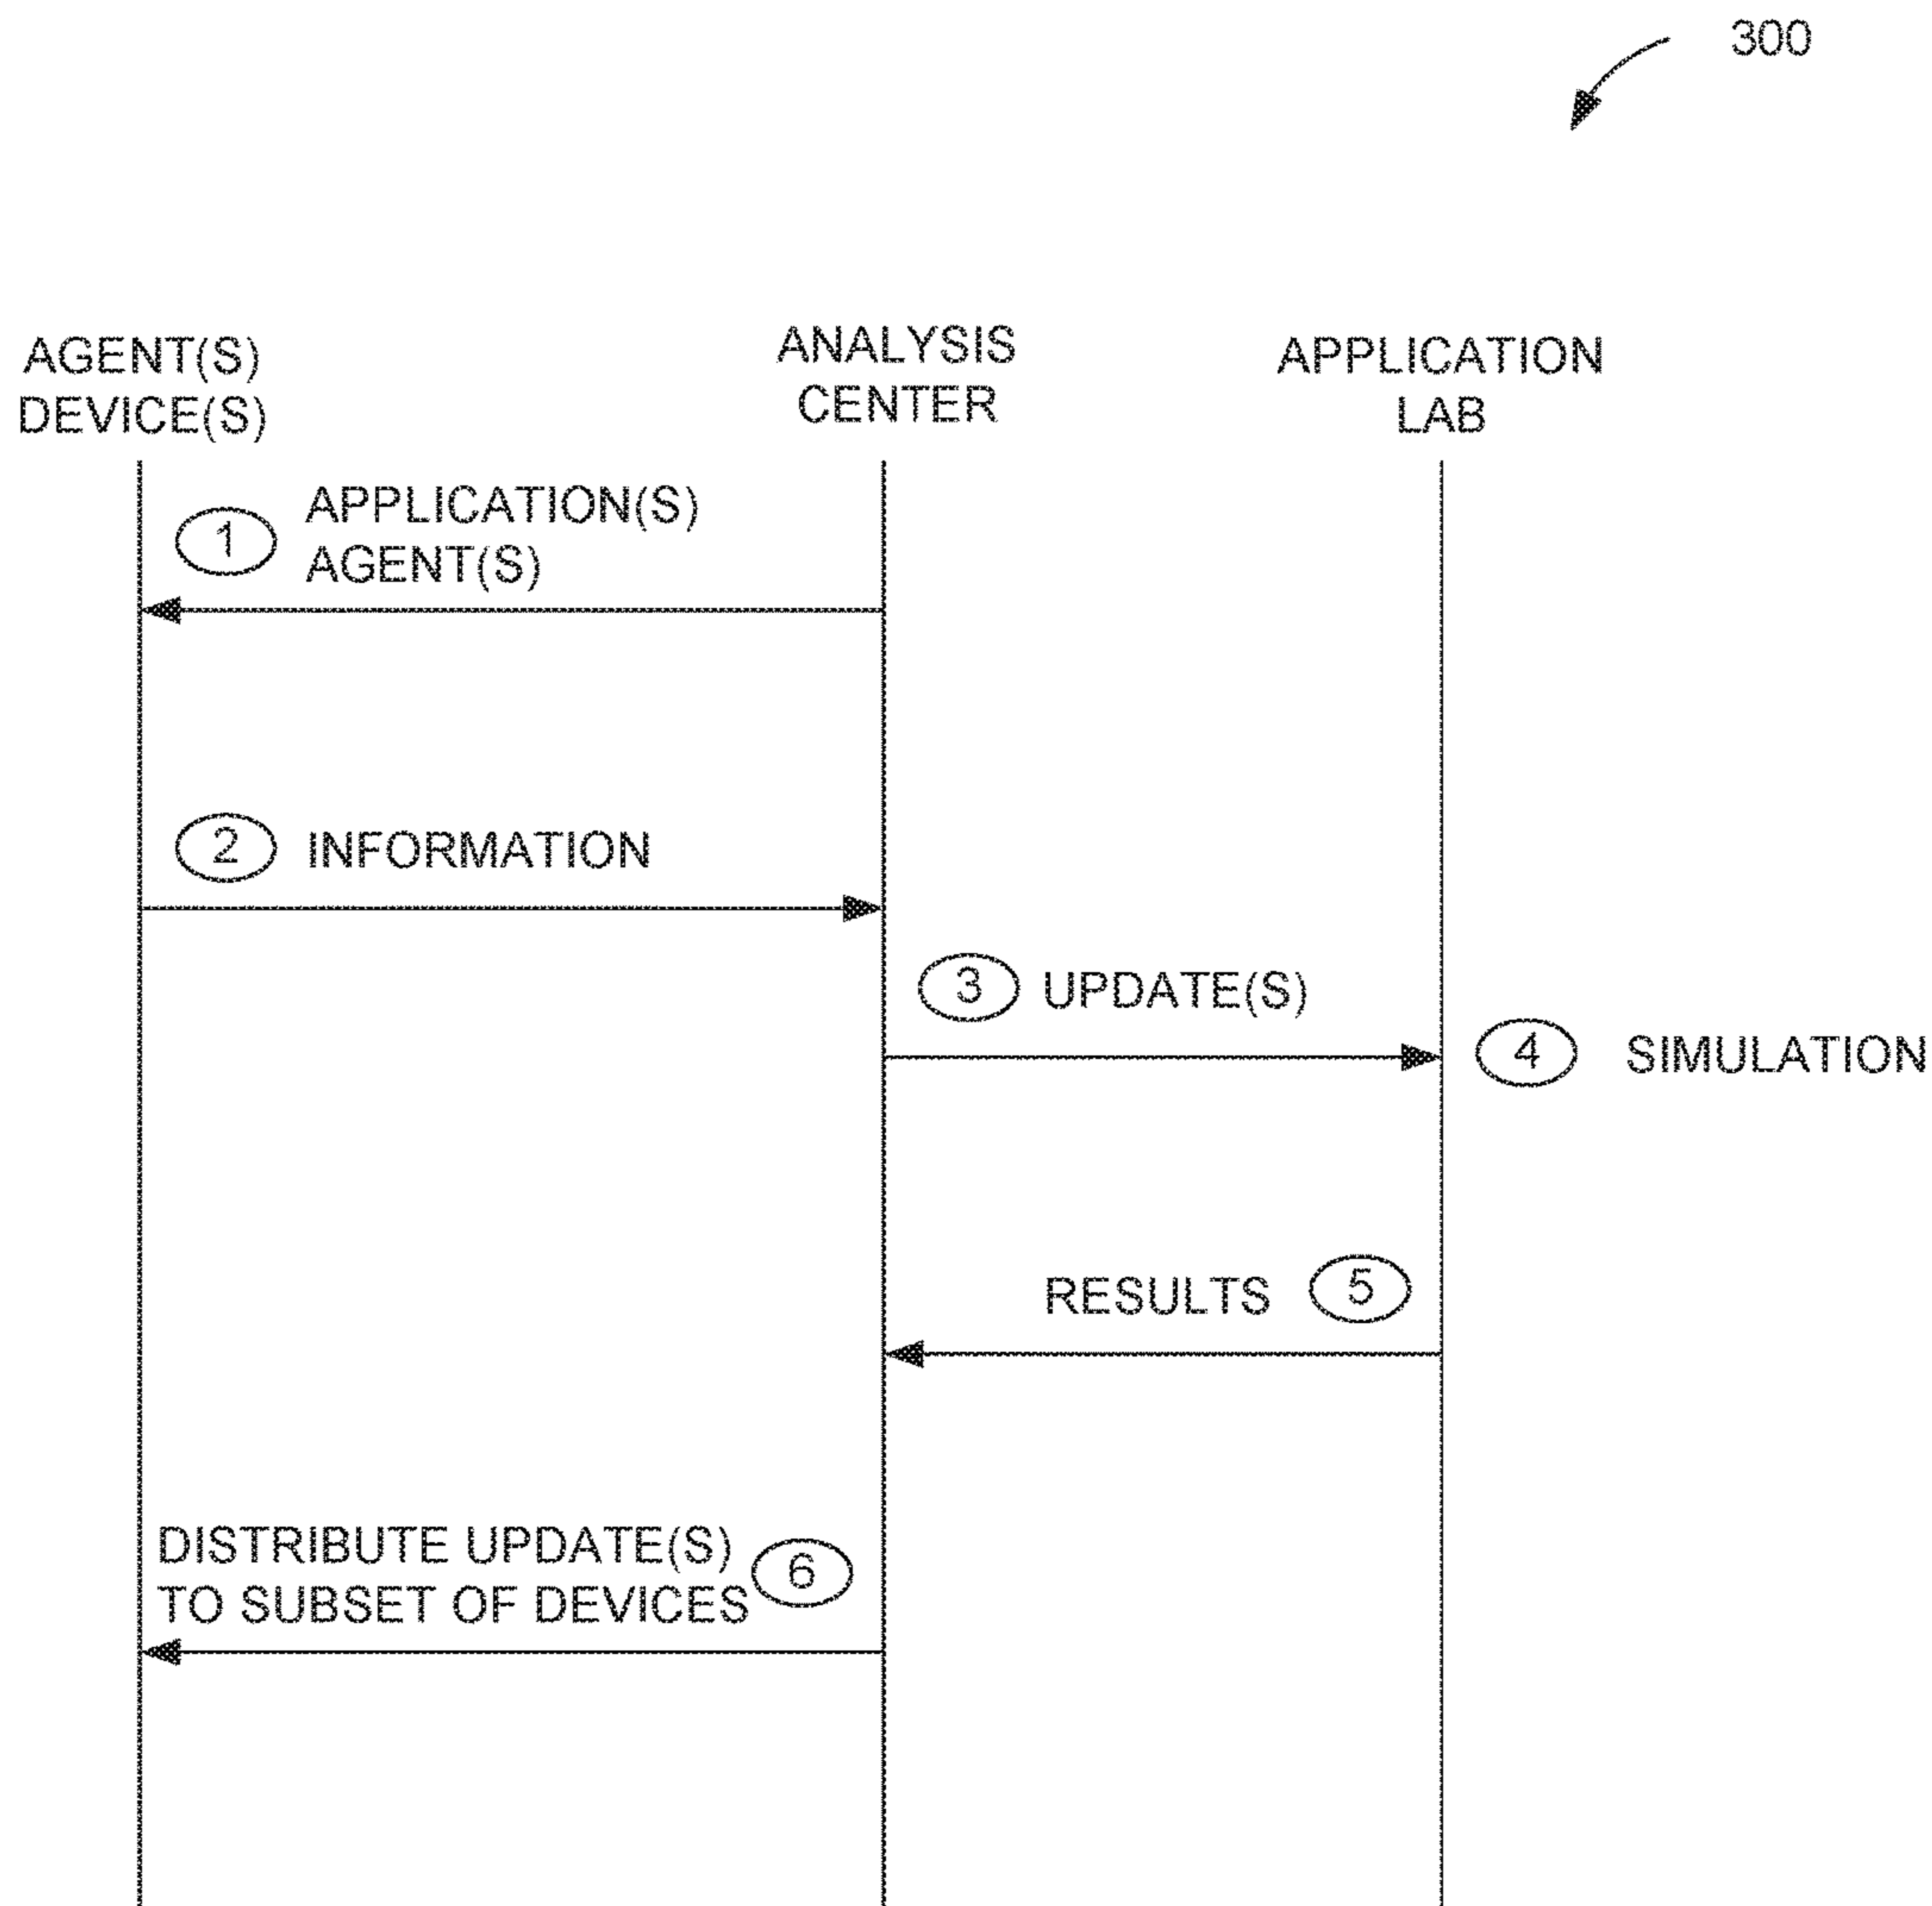 300
AGENT(S)
DEVICE(S)
ANALYSIS
CENTER
APPLICATION
LAB
1
APPLICATION(S)
AGENT(S)
2 INFORMATION
3 UPDATE(S)
4 SIMULATION
RESULTS 5
DISTRIBUTE UPDATE(S)
TO SUBSET OF DEVICES
6